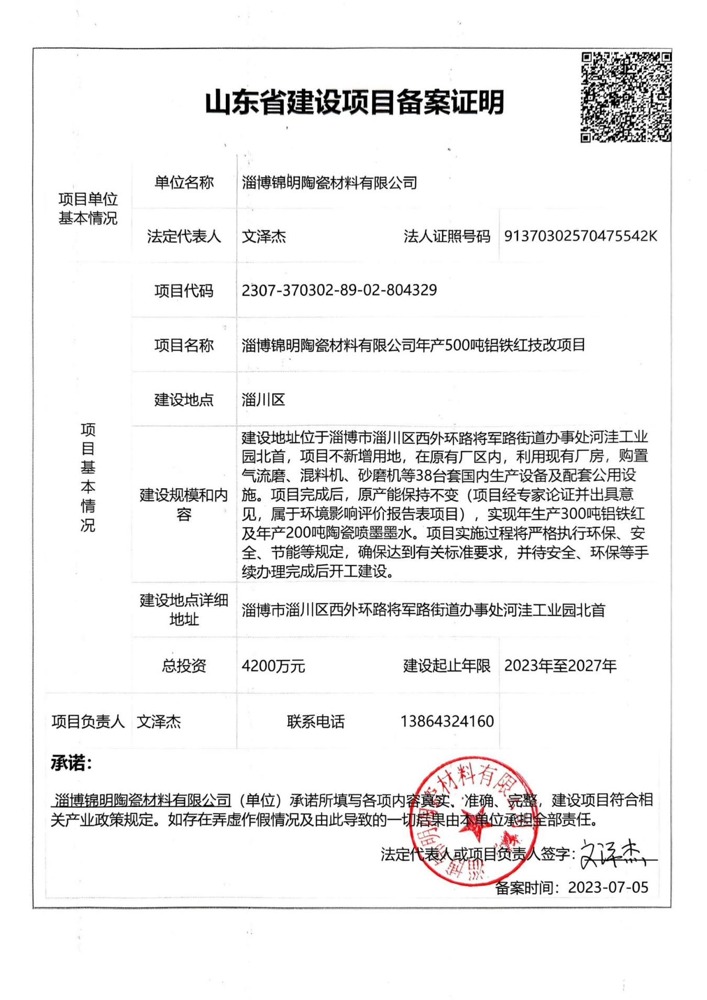 山东省建设项目备案证明
项目单位
基本情况
单位名称
淄博锦明陶瓷材料有限公司
法定代表人
文泽杰
法人证照号码
91370302570475542K
项目基本情况
项目代码
2307-370302-89-02-804329
项目名称
淄博锦明陶瓷材料有限公司年产500吨铝铁红技改项目
建设地点
淄川区
建设规模和内
容
建设地址位于淄博市淄川区西外环路将军路街道办事处河洼工业
园北首，项目不新增用地，在原有厂区内，利用现有厂房，购置
气流磨、混料机、砂磨机等38台套国内生产设备及配套公用设
施。项目完成后，原产能保持不变（项目经专家论证并出具意
见，属于环境影响评价报告表项目），实现年生产300吨铝铁红
及年产200吨陶瓷喷墨墨水。项目实施过程将严格执行环保、安
全、节能等规定，确保达到有关标准要求，并待安全、环保等手
续办理完成后开工建设。
建设地点详细
地址
淄博市淄川区西外环路将军路街道办事处河洼工业园北首
总投资
4200万元
建设起止年限
2023年至2027年
项目负责人
文泽杰
联系电话
13864324160
承诺：
淄博锦明陶瓷材料有限公司（单位）承诺所填写各项内容真实、准确、完整，建设项目符合相
关产业政策规定。如存在弄虚作假情况及由此导致的一切后果由本单位承担全部责任。
法定代表人或项目负责人签字：文泽杰
备案时间：2023-07-05
淄博锦明陶瓷材料有限公司